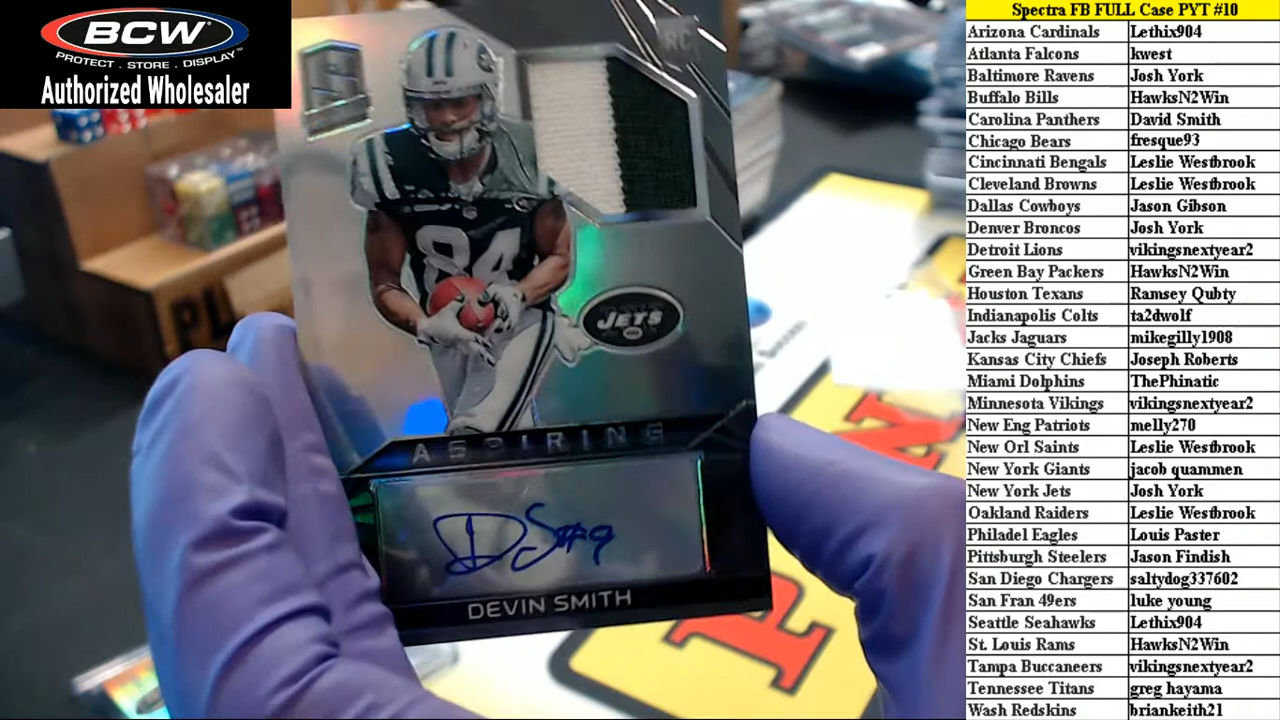 BCW
PROTECT . STORE . DISPLAY™
Authorized Wholesaler
RC
84
JETS
ASPIRING
DS#9
DEVIN SMITH
Spectra FB FULL Case PYT #10
Arizona Cardinals Lethix904
Atlanta Falcons kwest
Baltimore Ravens Josh York
Buffalo Bills HawksN2Win
Carolina Panthers David Smith
Chicago Bears fresque93
Cincinnati Bengals Leslie Westbrook
Cleveland Browns Leslie Westbrook
Dallas Cowboys Jason Gibson
Denver Broncos Josh York
Detroit Lions vikingsnextyear2
Green Bay Packers HawksN2Win
Houston Texans Ramsey Qubty
Indianapolis Colts ta2dwolf
Jacks Jaguars mikegilly1908
Kansas City Chiefs Joseph Roberts
Miami Dolphins ThePhinatic
Minnesota Vikings vikingsnextyear2
New Eng Patriots melly270
New Orl Saints Leslie Westbrook
New York Giants jacob quammen
New York Jets Josh York
Oakland Raiders Leslie Westbrook
Philadel Eagles Louis Paster
Pittsburgh Steelers Jason Findish
San Diego Chargers saltydog337602
San Fran 49ers luke young
Seattle Seahawks Lethix904
St. Louis Rams HawksN2Win
Tampa Buccaneers vikingsnextyear2
Tennessee Titans greg hayama
Wash Redskins briankeith21